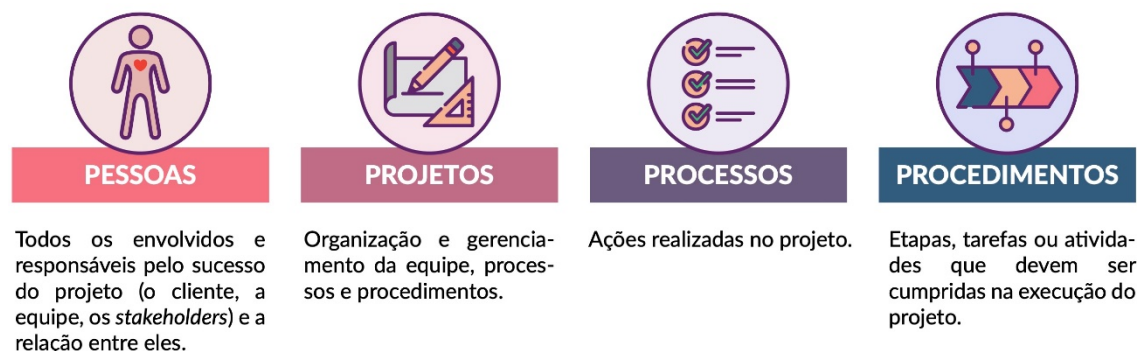 PESSOAS
Todos os envolvidos e
responsáveis pelo sucesso
do projeto (o cliente, a
equipe, os stakeholders) e a
relação entre eles.
PROJETOS
Organização e gerencia-
mento da equipe, proces-
sos e procedimentos.
PROCESSOS
Ações realizadas no projeto.
PROCEDIMENTOS
Etapas, tarefas ou ativida-
des que devem ser
cumpridas na execução do
projeto.